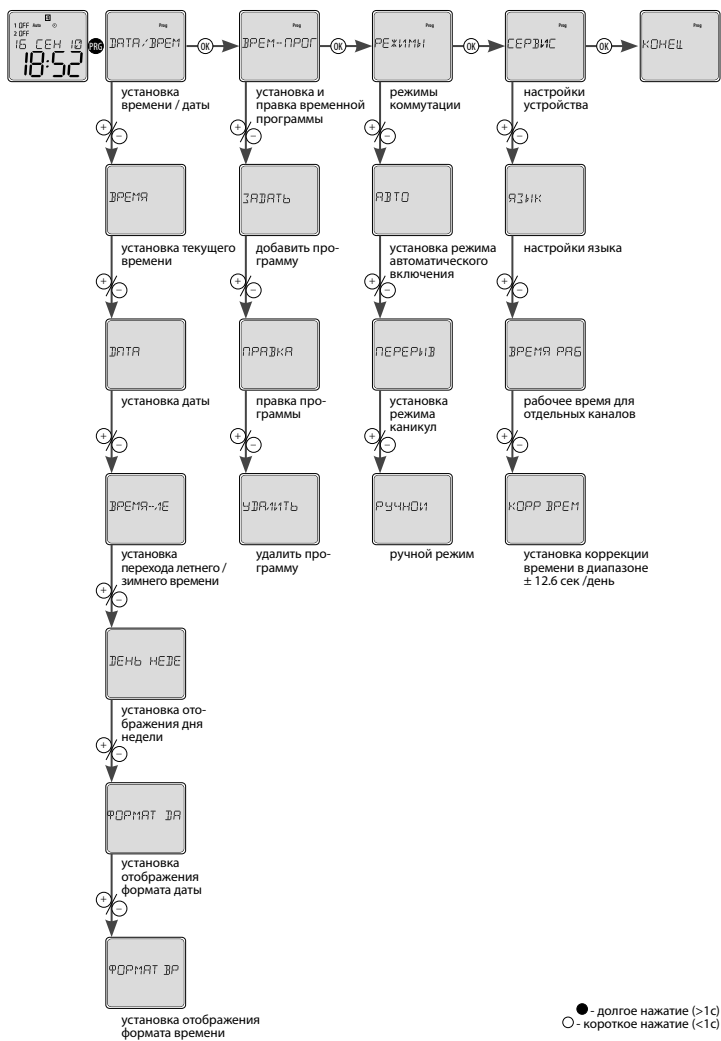 1 OFF Auto
2 OFF
16 СЕН 10
18:52
PRG
Prog
ДАТА/ВРЕМ
OK
Prog
ВРЕМ-ПРОГ
OK
Prog
РЕЖИМЫ
OK
Prog
СЕРВИС
OK
Prog
КОНЕЦ
установка
времени / даты
установка и
правка временной
программы
режимы
коммутации
настройки
устройства
+ −
+ −
+ −
+ −
ВРЕМЯ
ЗАДАТЬ
АВТО
ЯЗЫК
установка текущего
времени
добавить про-
грамму
установка режима
автоматического
включения
настройки языка
+ −
+ −
+ −
+ −
ДАТА
ПРАВКА
ПЕРЕРЫВ
ВРЕМЯ РАБ
установка даты
правка про-
граммы
установка
режима
каникул
рабочее время для
отдельных каналов
+ −
+ −
+ −
+ −
ВРЕМЯ-ЛЕ
УДАЛИТЬ
РУЧНОЙ
КОРР ВРЕМ
установка
перехода летнего /
зимнего времени
удалить про-
грамму
ручной режим
установка коррекции
времени в диапазоне
± 12.6 сек /день
+ −
ДЕНЬ НЕДЕ
установка ото-
бражения дня
недели
+ −
ФОРМАТ ДА
установка
отображения
формата даты
+ −
ФОРМАТ ВР
установка отображения
формата времени
- долгое нажатие (>1с)
- короткое нажатие (<1с)